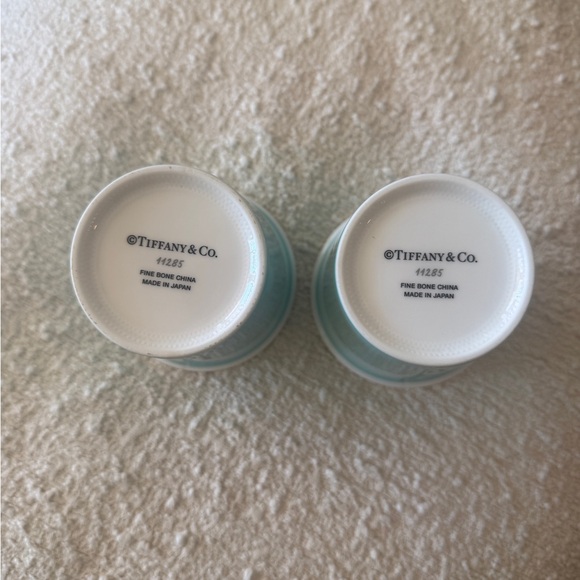 ©TIFFANY & CO.
11285
FINE BONE CHINA
MADE IN JAPAN
©TIFFANY & CO.
11285
FINE BONE CHINA
MADE IN JAPAN